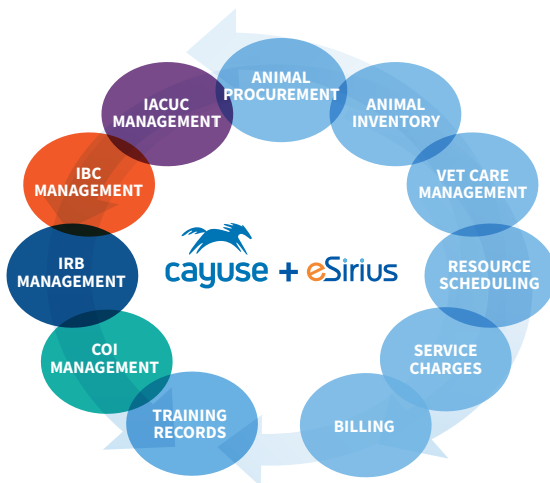 ANIMAL
PROCUREMENT
ANIMAL
INVENTORY
VET CARE
MANAGEMENT
RESOURCE
SCHEDULING
SERVICE
CHARGES
BILLING
TRAINING
RECORDS
COI
MANAGEMENT
IRB
MANAGEMENT
IBC
MANAGEMENT
IACUC
MANAGEMENT
cayuse + eSirius